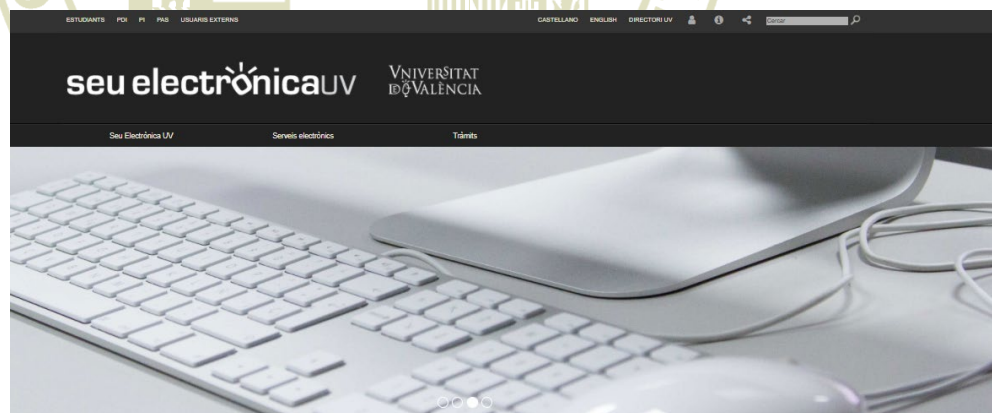 ESTUDIANTS PDI PI PAS USUARIS EXTERNS CASTELLANO ENGLISH DIRECTORI UV Cercar
seu electrònicaUV VNIVERSITAT
D VALÈNCIA
Seu Electrònica UV Serveis electrònics Tràmits